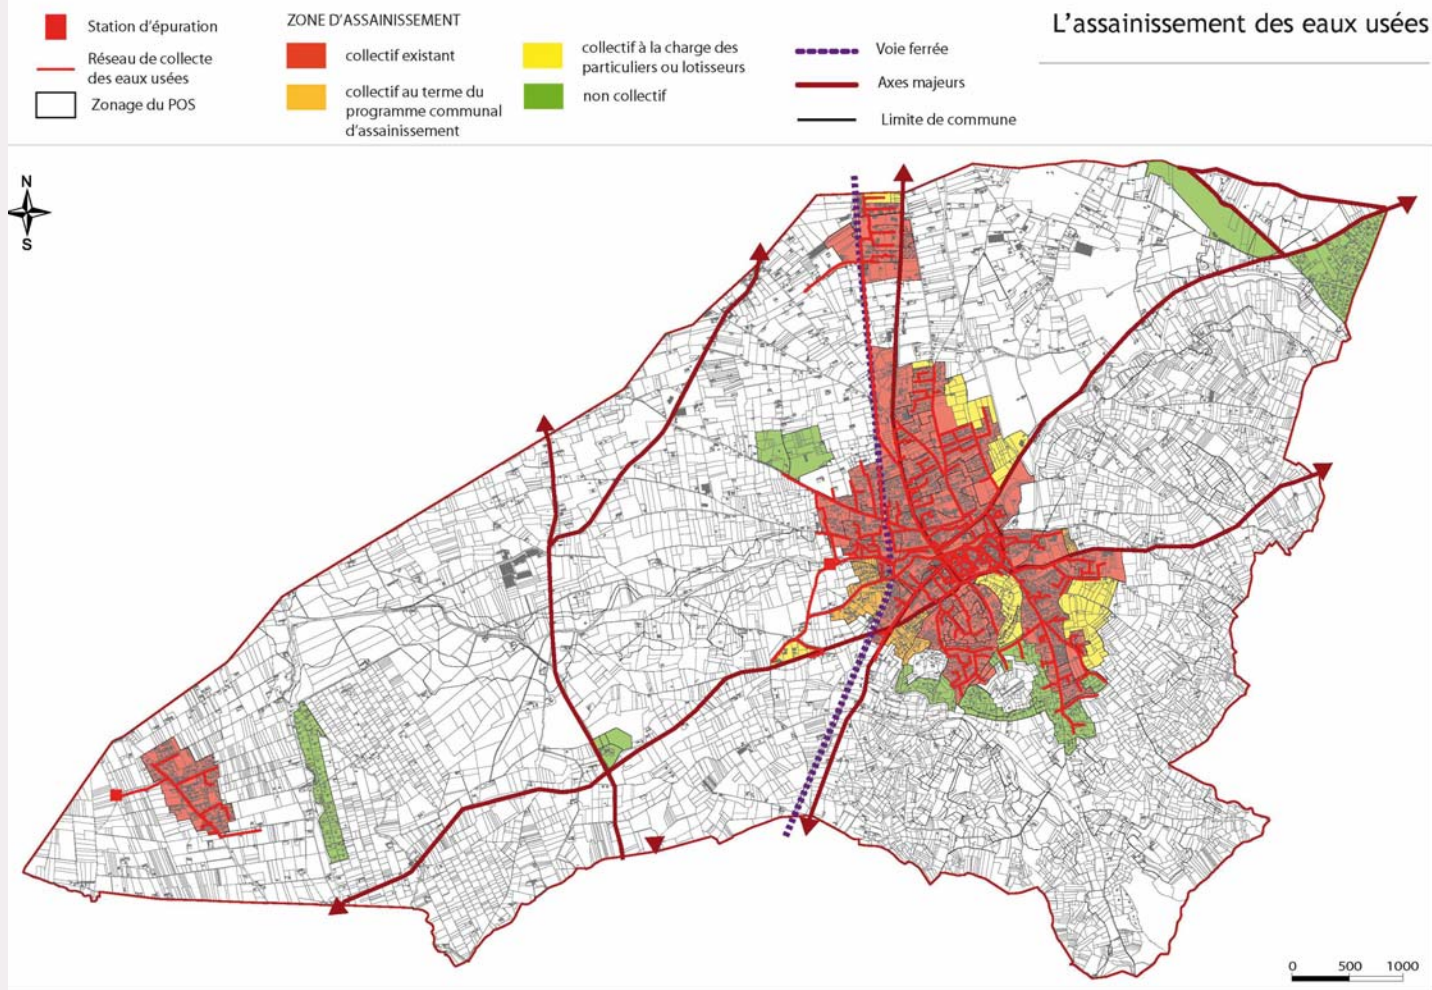 L'assainissement des eaux usées
Station d'épuration
Réseau de collecte
des eaux usées
Zonage du POS
ZONE D'ASSAINISSEMENT
collectif existant
collectif au terme du
programme communal
d'assainissement
collectif à la charge des
particuliers ou lotisseurs
non collectif
Voie ferrée
Axes majeurs
Limite de commune
N
S
0 500 1000